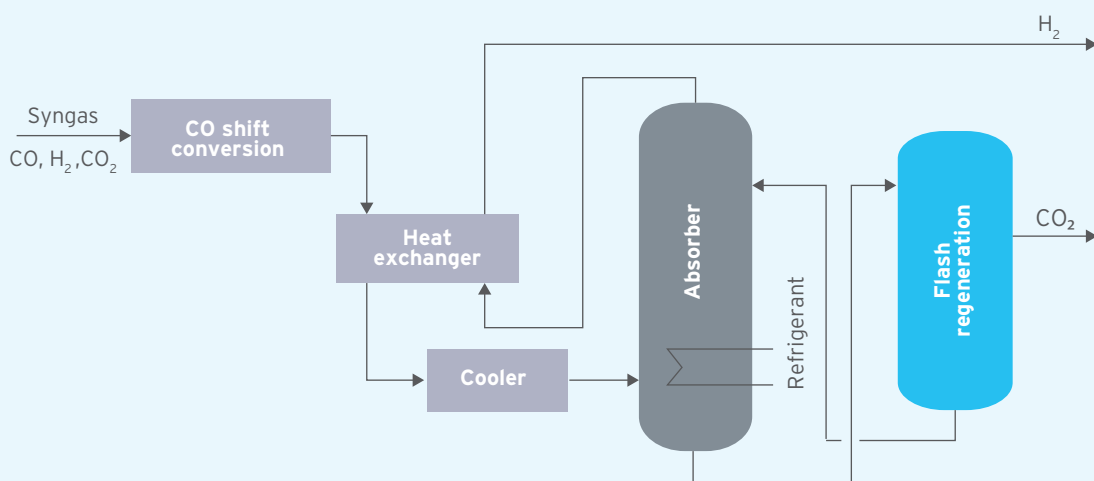 H₂
Syngas
CO, H₂ ,CO₂
CO shift
conversion
Heat
exchanger
Cooler
Absorber
Refrigerant
Flash
regeneration
CO₂